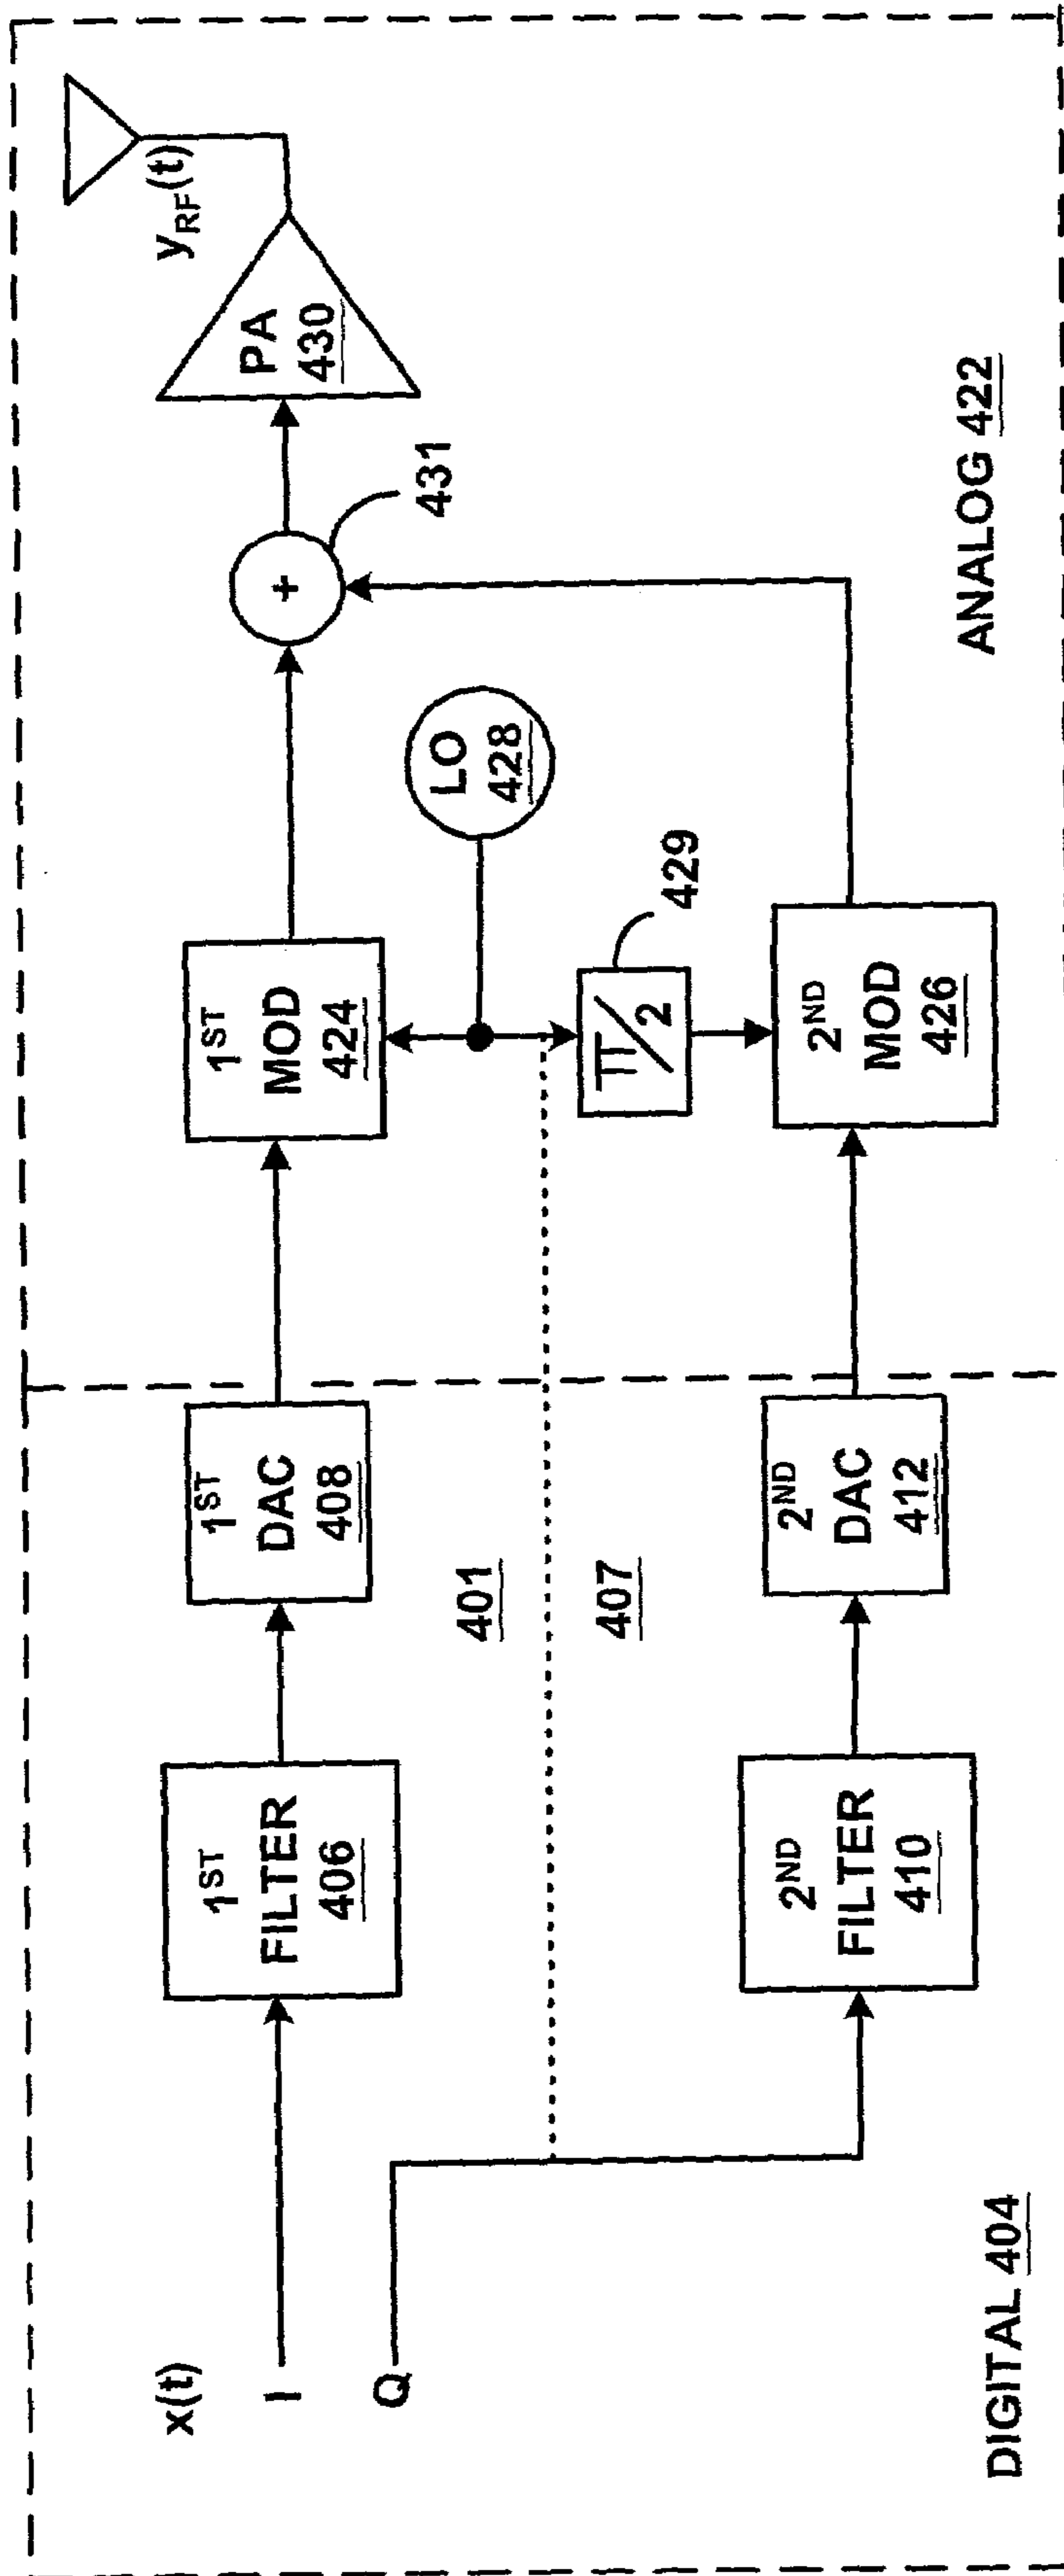 x(t)
I
Q
1ST
FILTER
406
1ST
DAC
408
1ST
MOD
424
+
431
PA
430
yRF(t)
LO
428
401
407
π/2
429
2ND
FILTER
410
2ND
DAC
412
2ND
MOD
426
DIGITAL 404
ANALOG 422